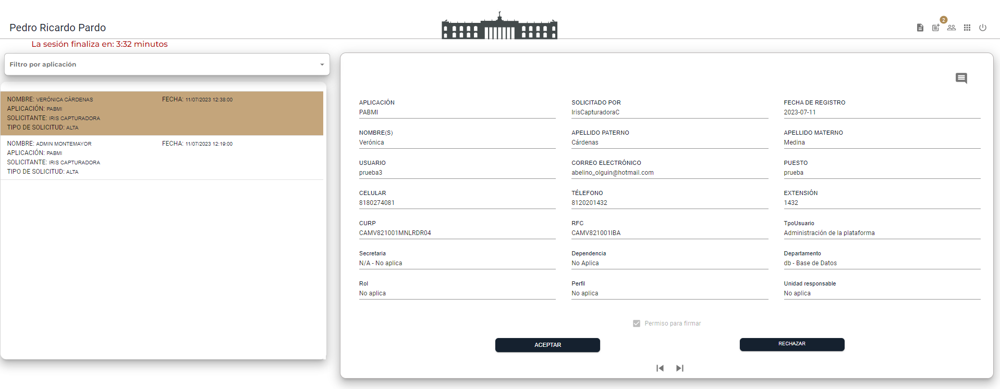 Pedro Ricardo Pardo
2
La sesión finaliza en: 3:32 minutos
Filtro por aplicación
NOMBRE: VERÓNICA CÁRDENAS FECHA: 11/07/2023 12:38:00
APLICACIÓN: PABMI
SOLICITANTE: IRIS CAPTURADORA
TIPO DE SOLICITUD: ALTA
NOMBRE: ADMIN MONTEMAYOR FECHA: 11/07/2023 12:19:00
APLICACIÓN: PABMI
SOLICITANTE: IRIS CAPTURADORA
TIPO DE SOLICITUD: ALTA
APLICACIÓN SOLICITADO POR FECHA DE REGISTRO
PABMI IrisCapturadoraC 2023-07-11
NOMBRE(S) APELLIDO PATERNO APELLIDO MATERNO
Verónica Cárdenas Medina
USUARIO CORREO ELECTRÓNICO PUESTO
prueba3 abelino_olguin@hotmail.com prueba
CELULAR TÉLEFONO EXTENSIÓN
8180274081 8120201432 1432
CURP RFC TpoUsuario
CAMV821001MNLRDR04 CAMV821001IBA Administración de la plataforma
Secretaria Dependencia Departamento
N/A - No aplica No Aplica db - Base de Datos
Rol Perfil Unidad responsable
No aplica No aplica No aplica
Permiso para firmar
ACEPTAR RECHAZAR